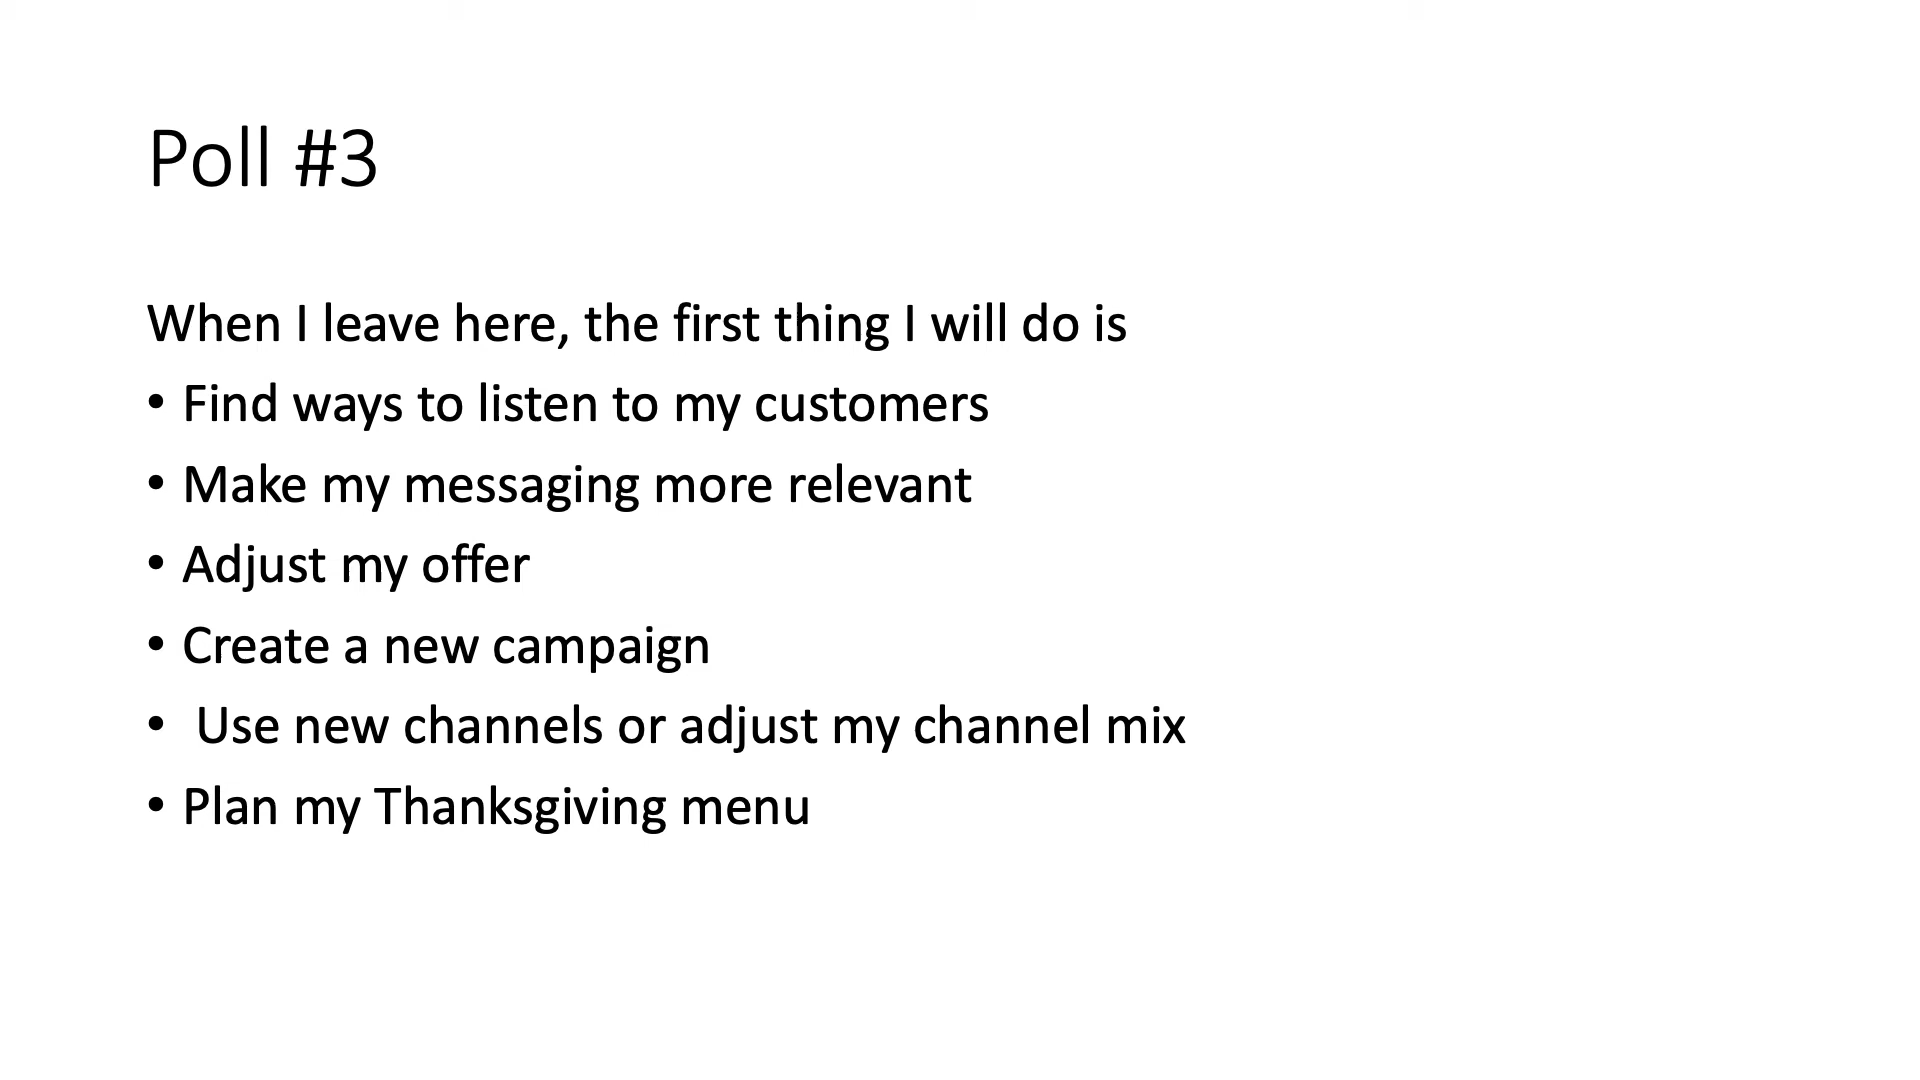 Poll #3
When I leave here, the first thing I will do is
• Find ways to listen to my customers
• Make my messaging more relevant
• Adjust my offer
• Create a new campaign
• Use new channels or adjust my channel mix
• Plan my Thanksgiving menu